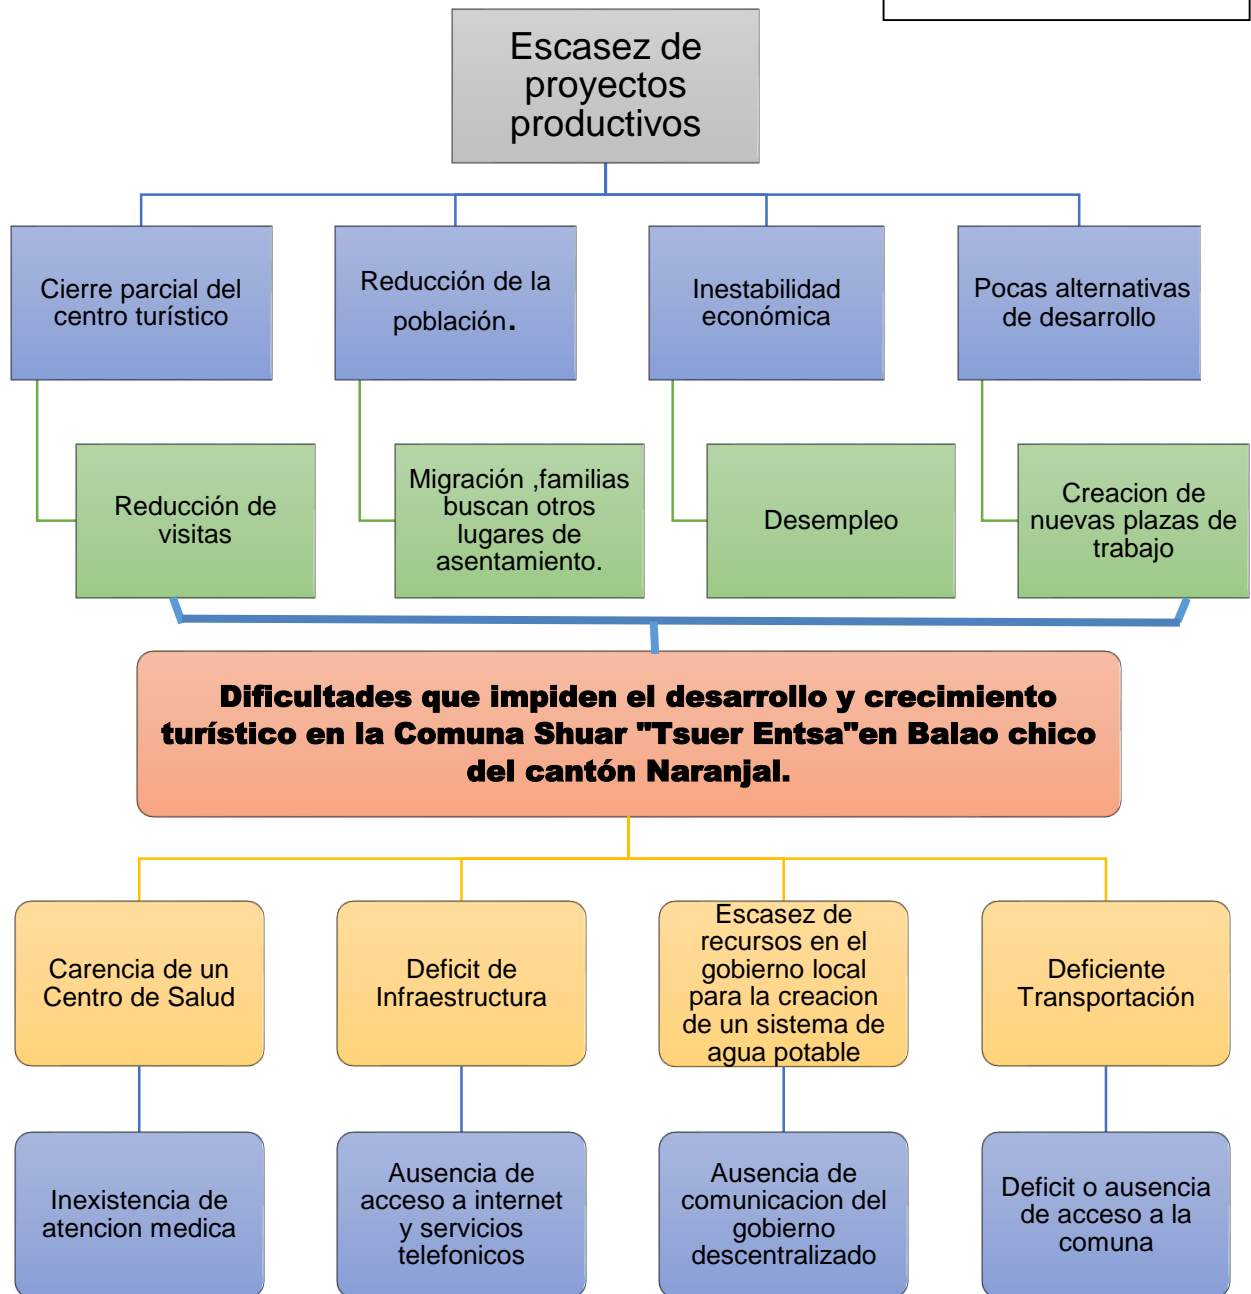 Escasez de
proyectos
productivos
Cierre parcial del
centro turístico
Reducción de la
población.
Inestabilidad
económica
Pocas alternativas
de desarrollo
Reducción de
visitas
Migración ,familias
buscan otros
lugares de
asentamiento.
Desempleo
Creacion de
nuevas plazas de
trabajo
Dificultades que impiden el desarrollo y crecimiento
turístico en la Comuna Shuar "Tsuer Entsa"en Balao chico
del cantón Naranjal.
Carencia de un
Centro de Salud
Deficit de
Infraestructura
Escasez de
recursos en el
gobierno local
para la creacion
de un sistema de
agua potable
Deficiente
Transportación
Inexistencia de
atencion medica
Ausencia de
acceso a internet
y servicios
telefonicos
Ausencia de
comunicacion del
gobierno
descentralizado
Deficit o ausencia
de acceso a la
comuna